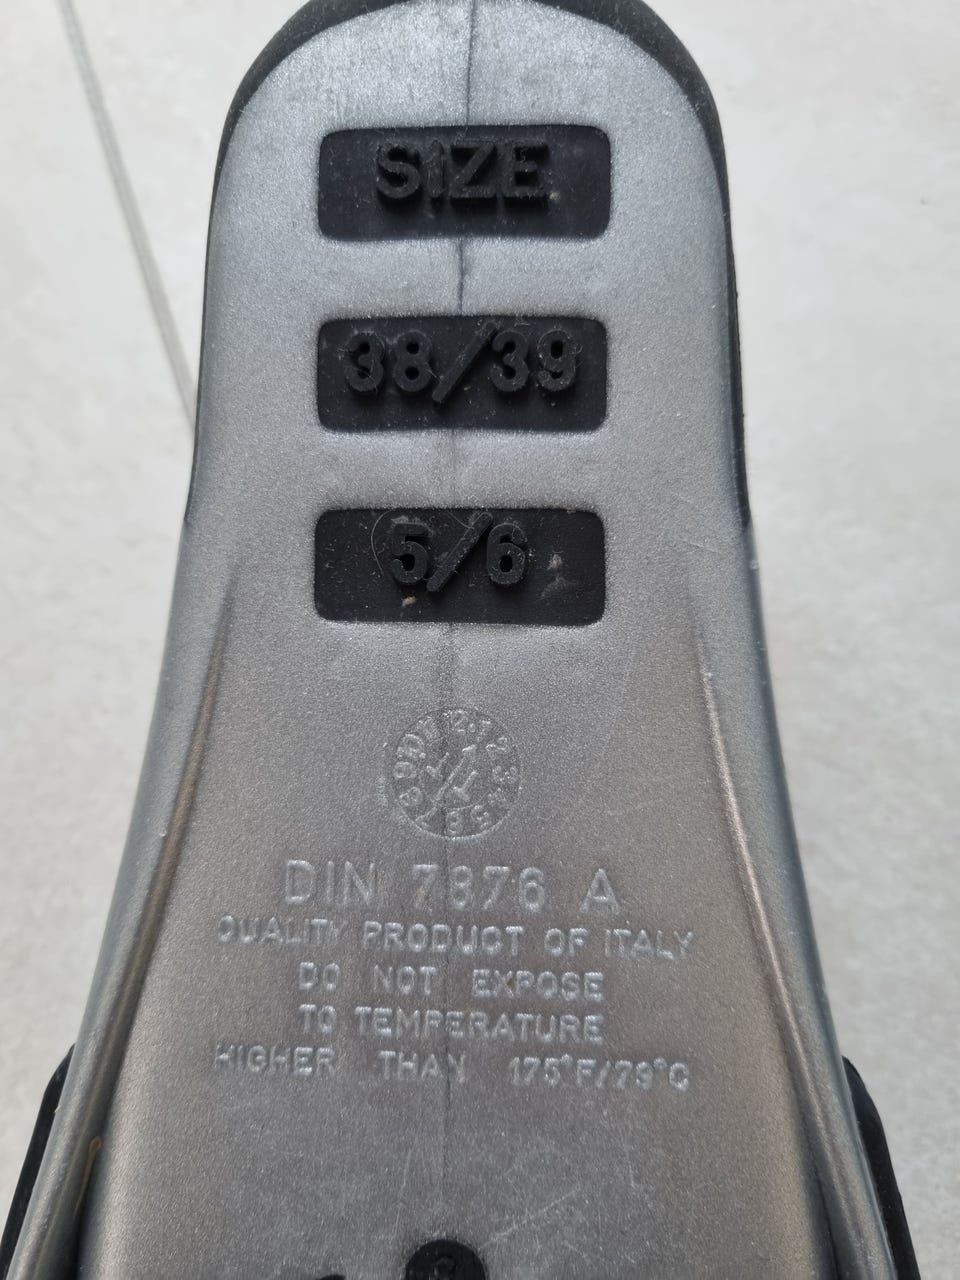 SIZE
38/39
5/6
DIN 7876 A
QUALITY PRODUCT OF ITALY
DO NOT EXPOSE
TO TEMPERATURE
HIGHER THAN 175°F/79°C